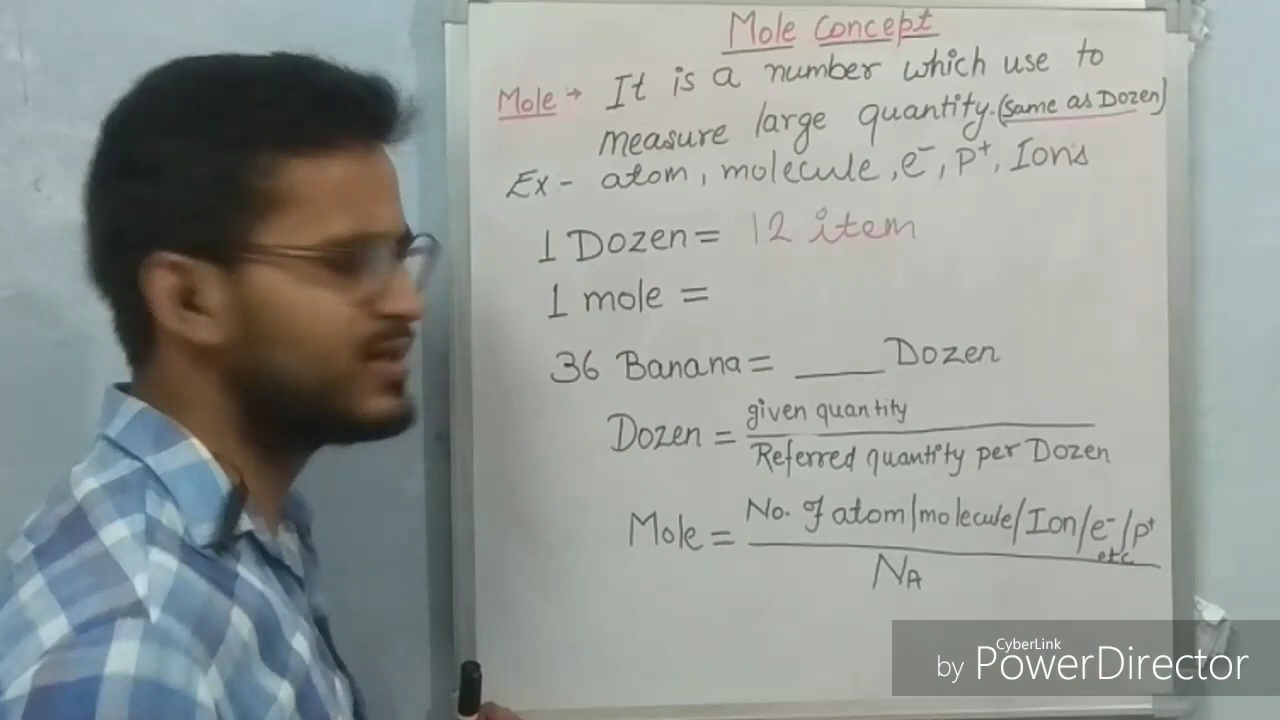 Mole Concept
Mole → It is a number which use to
measure large quantity. (same as Dozen)
Ex - atom, molecule, e⁻, P⁺, Ions
1 Dozen = 12 item
1 mole =
36 Banana = ____ Dozen
Dozen = given quantity
Referred quantity per Dozen
Mole = No. of atom/molecule/Ion/e⁻/p⁺
etc
NA
CyberLink
by PowerDirector